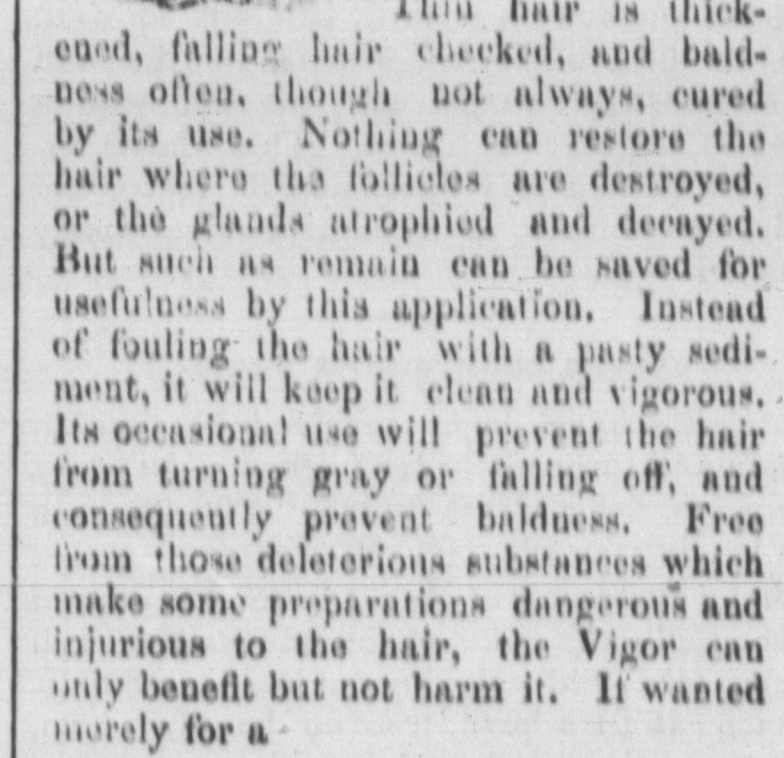 Thin hair is thick-
ened, falling hair checked, and bald-
ness often, though not always, cured
by its use. Nothing can restore the
hair where the follicles are destroyed,
or the glands atrophied and decayed.
But such as remain can be saved for
usefulness by this application. Instead
of fouling the hair with a pasty sedi-
ment, it will keep it clean and vigorous.
Its occasional use will prevent the hair
from turning gray or falling off, and
consequently prevent baldness. Free
from those deleterious substances which
make some preparations dangerous and
injurious to the hair, the Vigor can
only benefit but not harm it. If wanted
merely for a